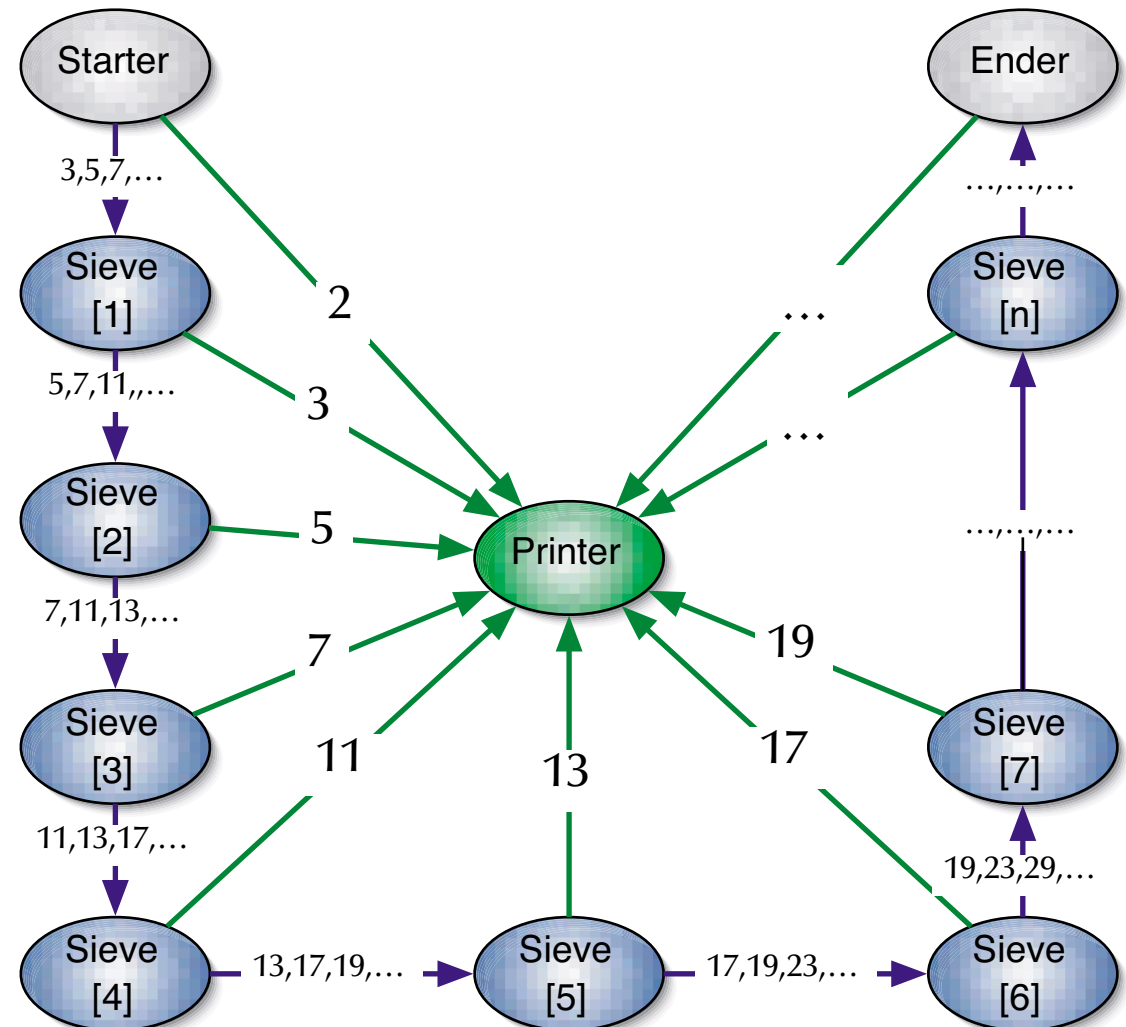 Starter
Ender
3,5,7,…
…,…,…
Sieve
[1]
Sieve
[n]
2
…
5,7,11,,…
3
…
Sieve
[2]
5
Printer
…,…,…
7,11,13,…
7
19
Sieve
[3]
Sieve
[7]
11
13
17
11,13,17,…
19,23,29,…
Sieve
[4]
13,17,19,…
Sieve
[5]
17,19,23,…
Sieve
[6]